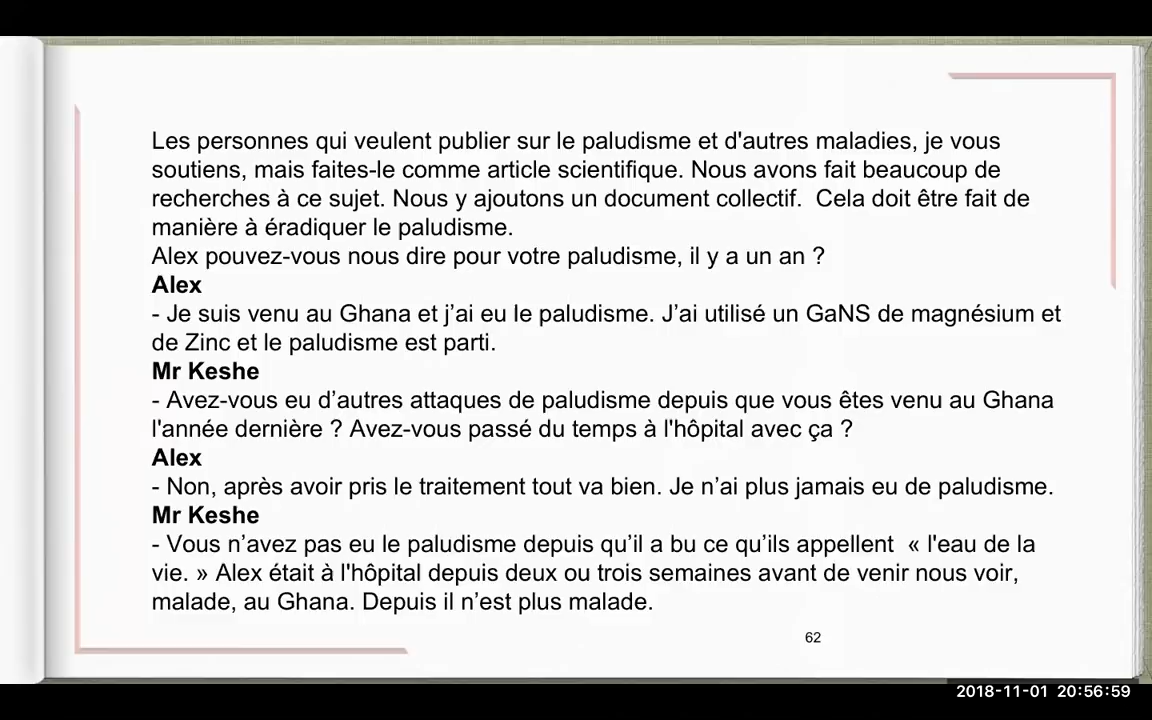 Les personnes qui veulent publier sur le paludisme et d'autres maladies, je vous
soutiens, mais faites-le comme article scientifique. Nous avons fait beaucoup de
recherches à ce sujet. Nous y ajoutons un document collectif.  Cela doit être fait de
manière à éradiquer le paludisme.
Alex pouvez-vous nous dire pour votre paludisme, il y a un an ?
Alex
- Je suis venu au Ghana et j’ai eu le paludisme. J’ai utilisé un GaNS de magnésium et
de Zinc et le paludisme est parti.
Mr Keshe
- Avez-vous eu d’autres attaques de paludisme depuis que vous êtes venu au Ghana
l'année dernière ? Avez-vous passé du temps à l'hôpital avec ça ?
Alex
- Non, après avoir pris le traitement tout va bien. Je n’ai plus jamais eu de paludisme.
Mr Keshe
- Vous n’avez pas eu le paludisme depuis qu’il a bu ce qu’ils appellent  « l'eau de la
vie. » Alex était à l'hôpital depuis deux ou trois semaines avant de venir nous voir,
malade, au Ghana. Depuis il n’est plus malade.
62
2018-11-01 20:56:59